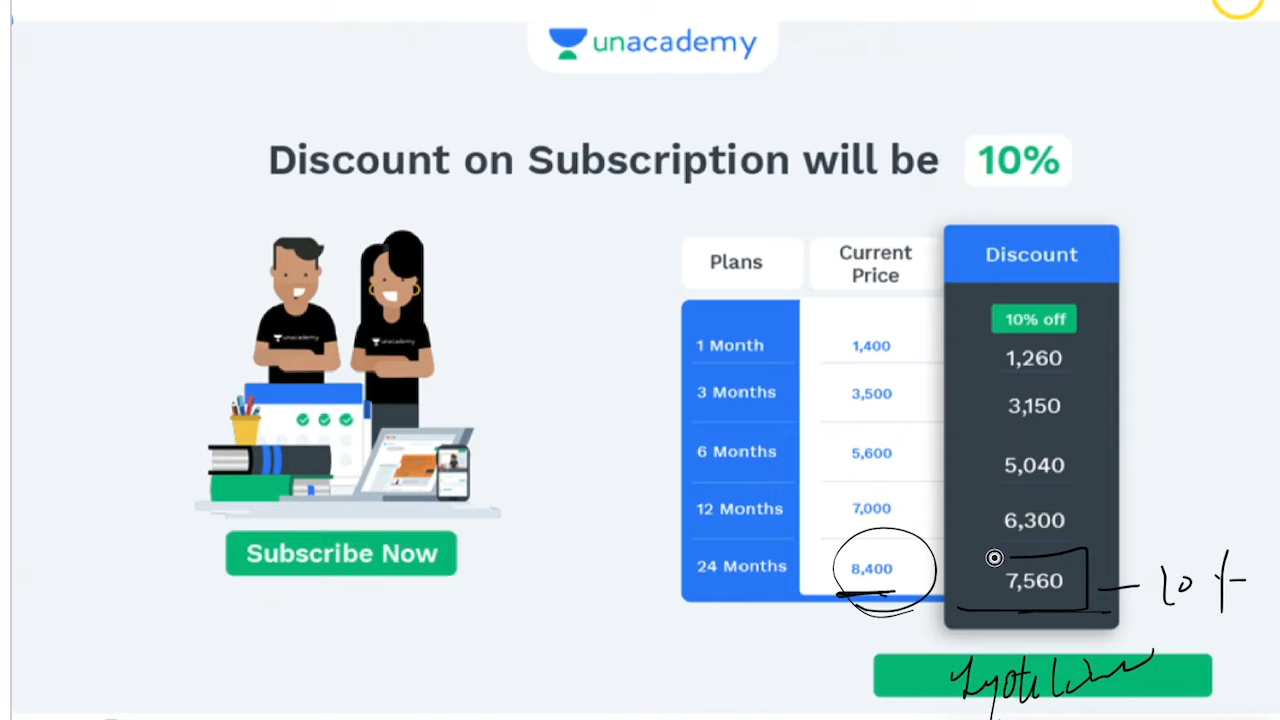 unacademy
Discount on Subscription will be 10%
unacademy
unacademy
Subscribe Now
Plans Current Price Discount
10% off
1 Month 1,400 1,260
3 Months 3,500 3,150
6 Months 5,600 5,040
12 Months 7,000 6,300
24 Months 8,400 7,560 — 10 %